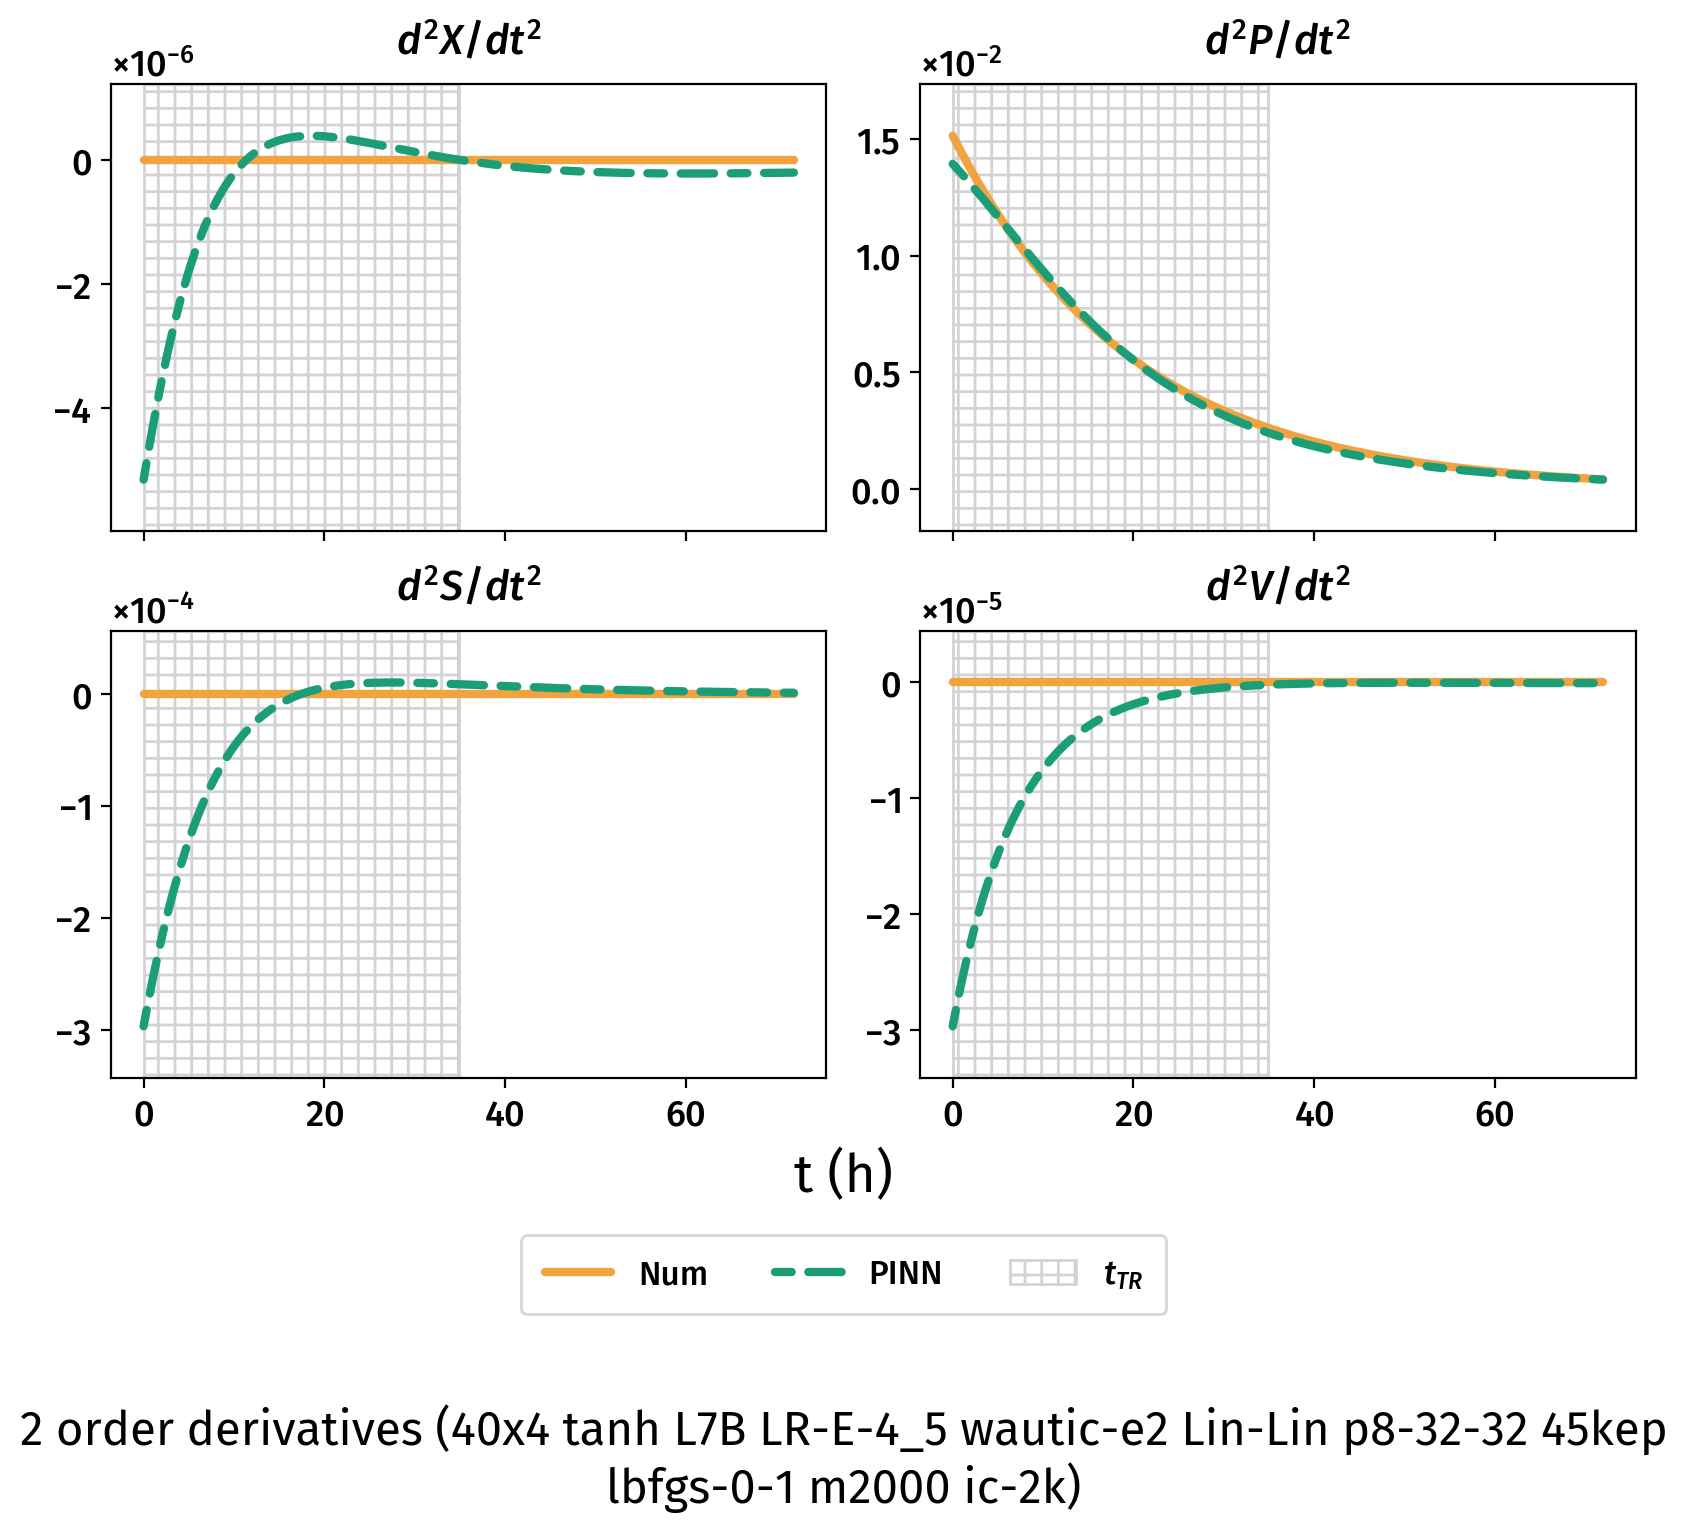 d²X/dt²
×10⁻⁶
0
−2
−4
d²P/dt²
×10⁻²
1.5
1.0
0.5
0.0
d²S/dt²
×10⁻⁴
0
−1
−2
−3
0 20 40 60
d²V/dt²
×10⁻⁵
0
−1
−2
−3
0 20 40 60
t (h)
Num PINN t_TR
2 order derivatives (40x4 tanh L7B LR-E-4_5 wautic-e2 Lin-Lin p8-32-32 45kep
lbfgs-0-1 m2000 ic-2k)